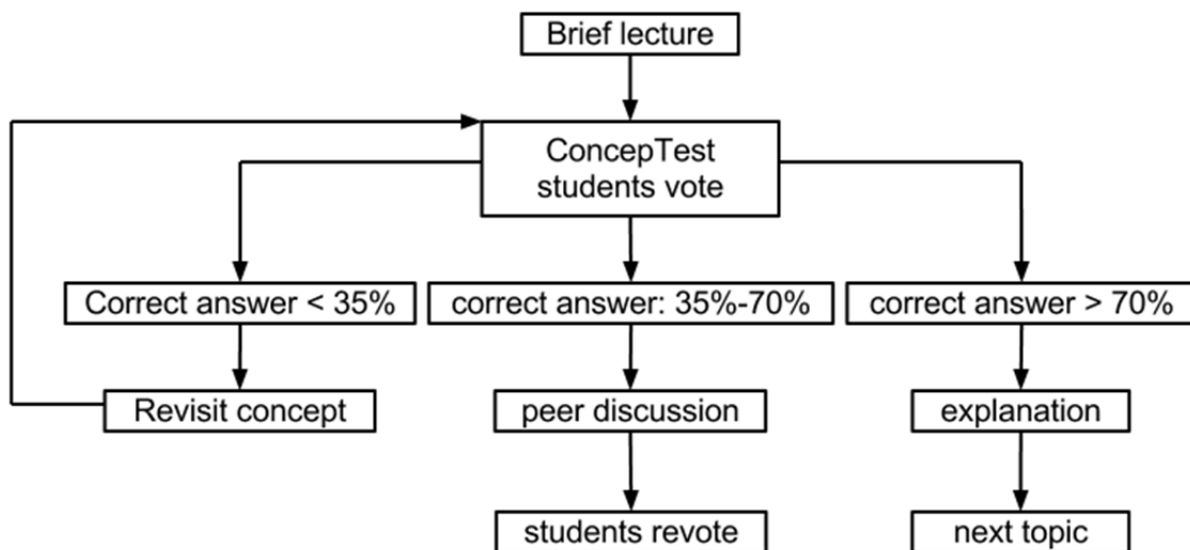 Brief lecture
ConcepTest
students vote
Correct answer < 35%
correct answer: 35%-70%
correct answer > 70%
Revisit concept
peer discussion
explanation
students revote
next topic